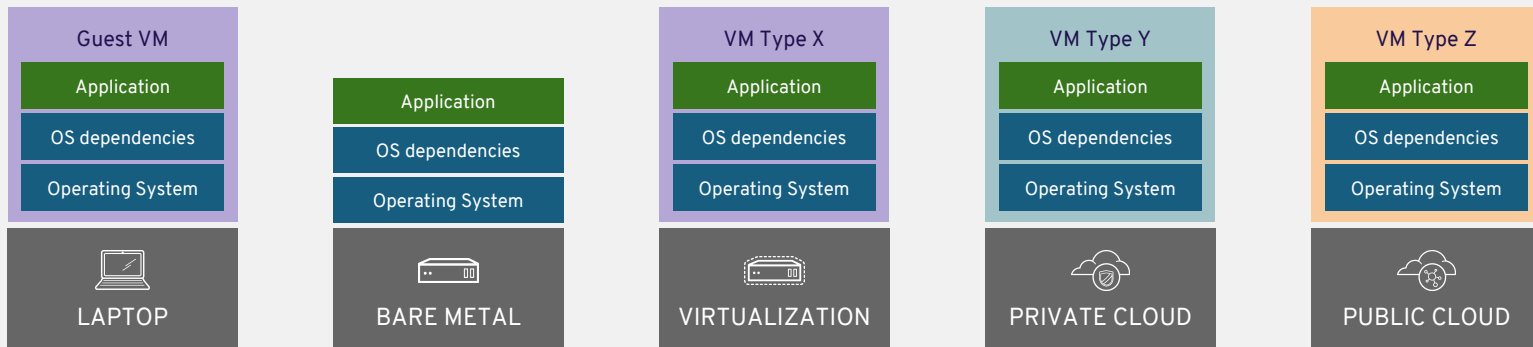 Guest VM
Application
OS dependencies
Operating System
LAPTOP
Application
OS dependencies
Operating System
BARE METAL
VM Type X
Application
OS dependencies
Operating System
VIRTUALIZATION
VM Type Y
Application
OS dependencies
Operating System
PRIVATE CLOUD
VM Type Z
Application
OS dependencies
Operating System
PUBLIC CLOUD